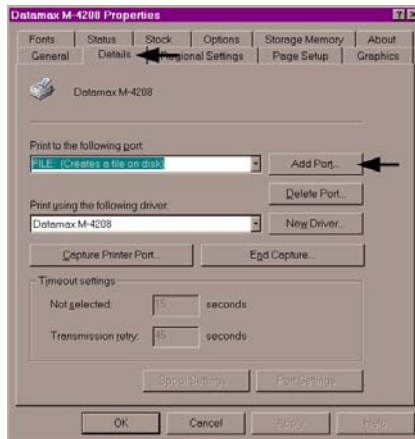 Datamax M-4208 Properties
Fonts Status Stock Options Storage Memory About
General Details Regional Settings Page Setup Graphics
Datamax M-4208
Print to the following port:
FILE: (Creates a file on disk)
Add Port...
Delete Port...
Print using the following driver:
Datamax M-4208
New Driver...
Capture Printer Port...
End Capture...
Timeout settings
Not selected: 15 seconds
Transmission retry: 45 seconds
Spool Settings...
Port Settings...
OK Cancel Apply Help